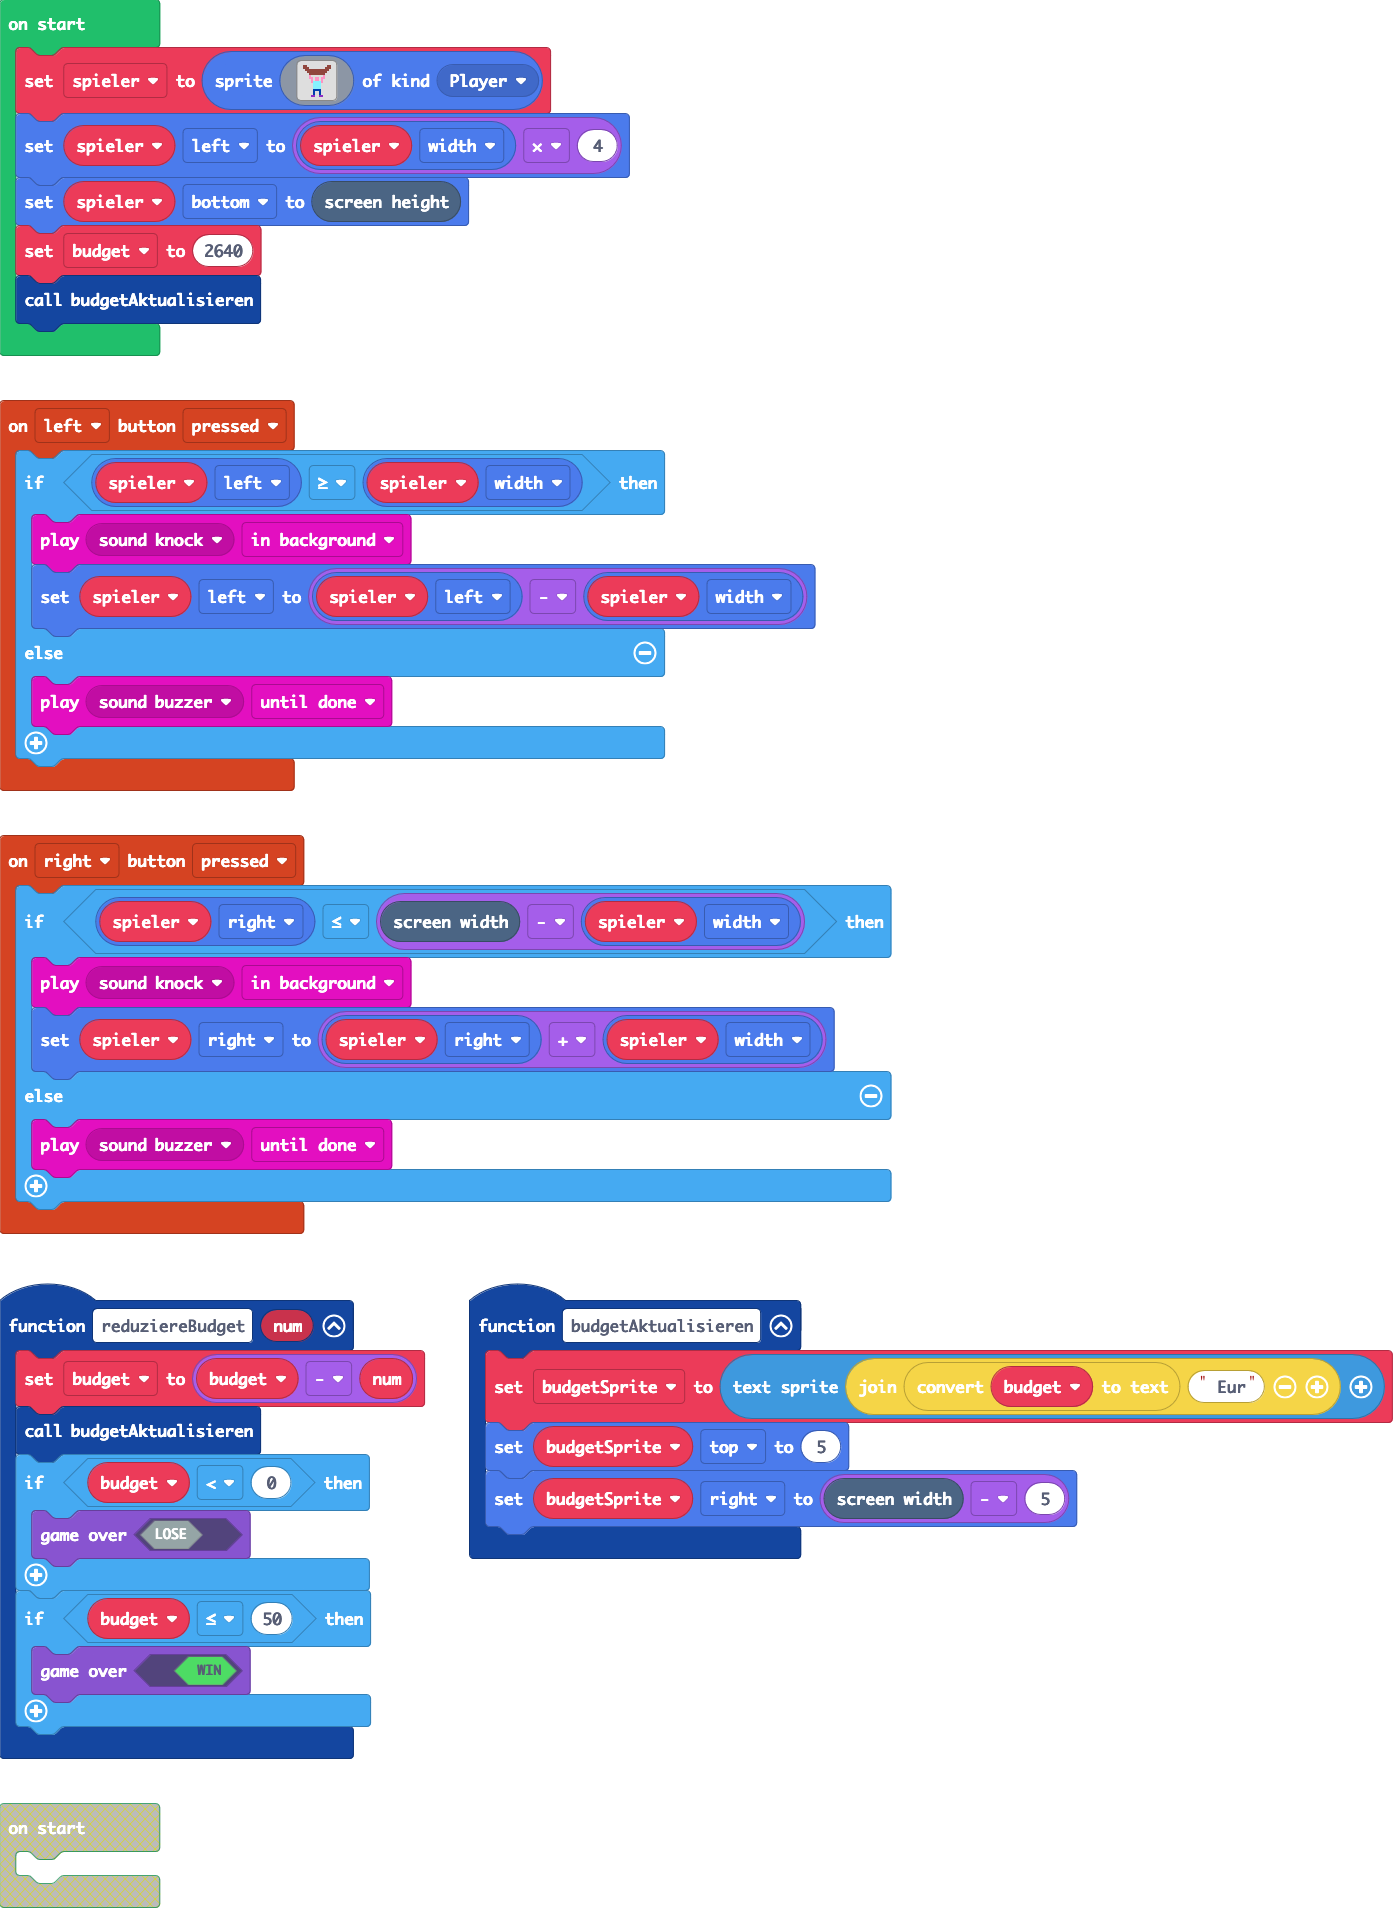 on start
set spieler to sprite of kind Player
set spieler left to spieler width × 4
set spieler bottom to screen height
set budget to 2640
call budgetAktualisieren
on left button pressed
if spieler left ≥ spieler width then
play sound knock in background
set spieler left to spieler left - spieler width
else
play sound buzzer until done
on right button pressed
if spieler right ≤ screen width - spieler width then
play sound knock in background
set spieler right to spieler right + spieler width
else
play sound buzzer until done
function reduziereBudget num
set budget to budget - num
call budgetAktualisieren
if budget < 0 then
game over LOSE
if budget ≤ 50 then
game over WIN
function budgetAktualisieren
set budgetSprite to text sprite join convert budget to text " Eur"
set budgetSprite top to 5
set budgetSprite right to screen width - 5
on start